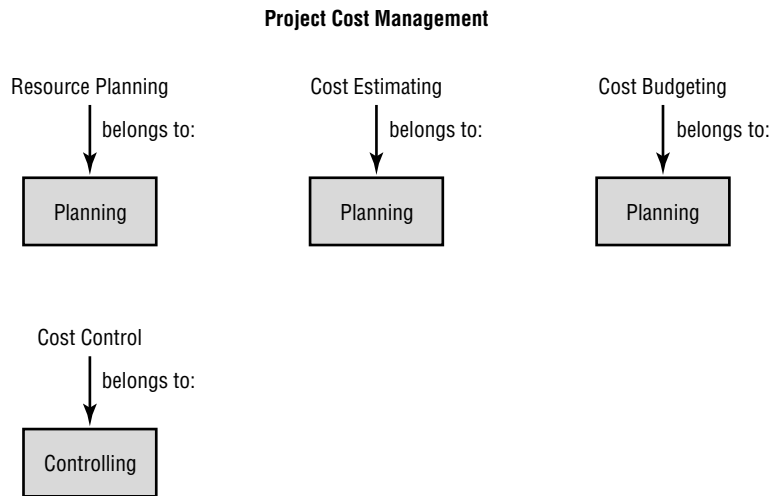 Project Cost Management
Resource Planning
Cost Estimating
Cost Budgeting
belongs to:
belongs to:
belongs to:
Planning
Planning
Planning
Cost Control
belongs to:
Controlling